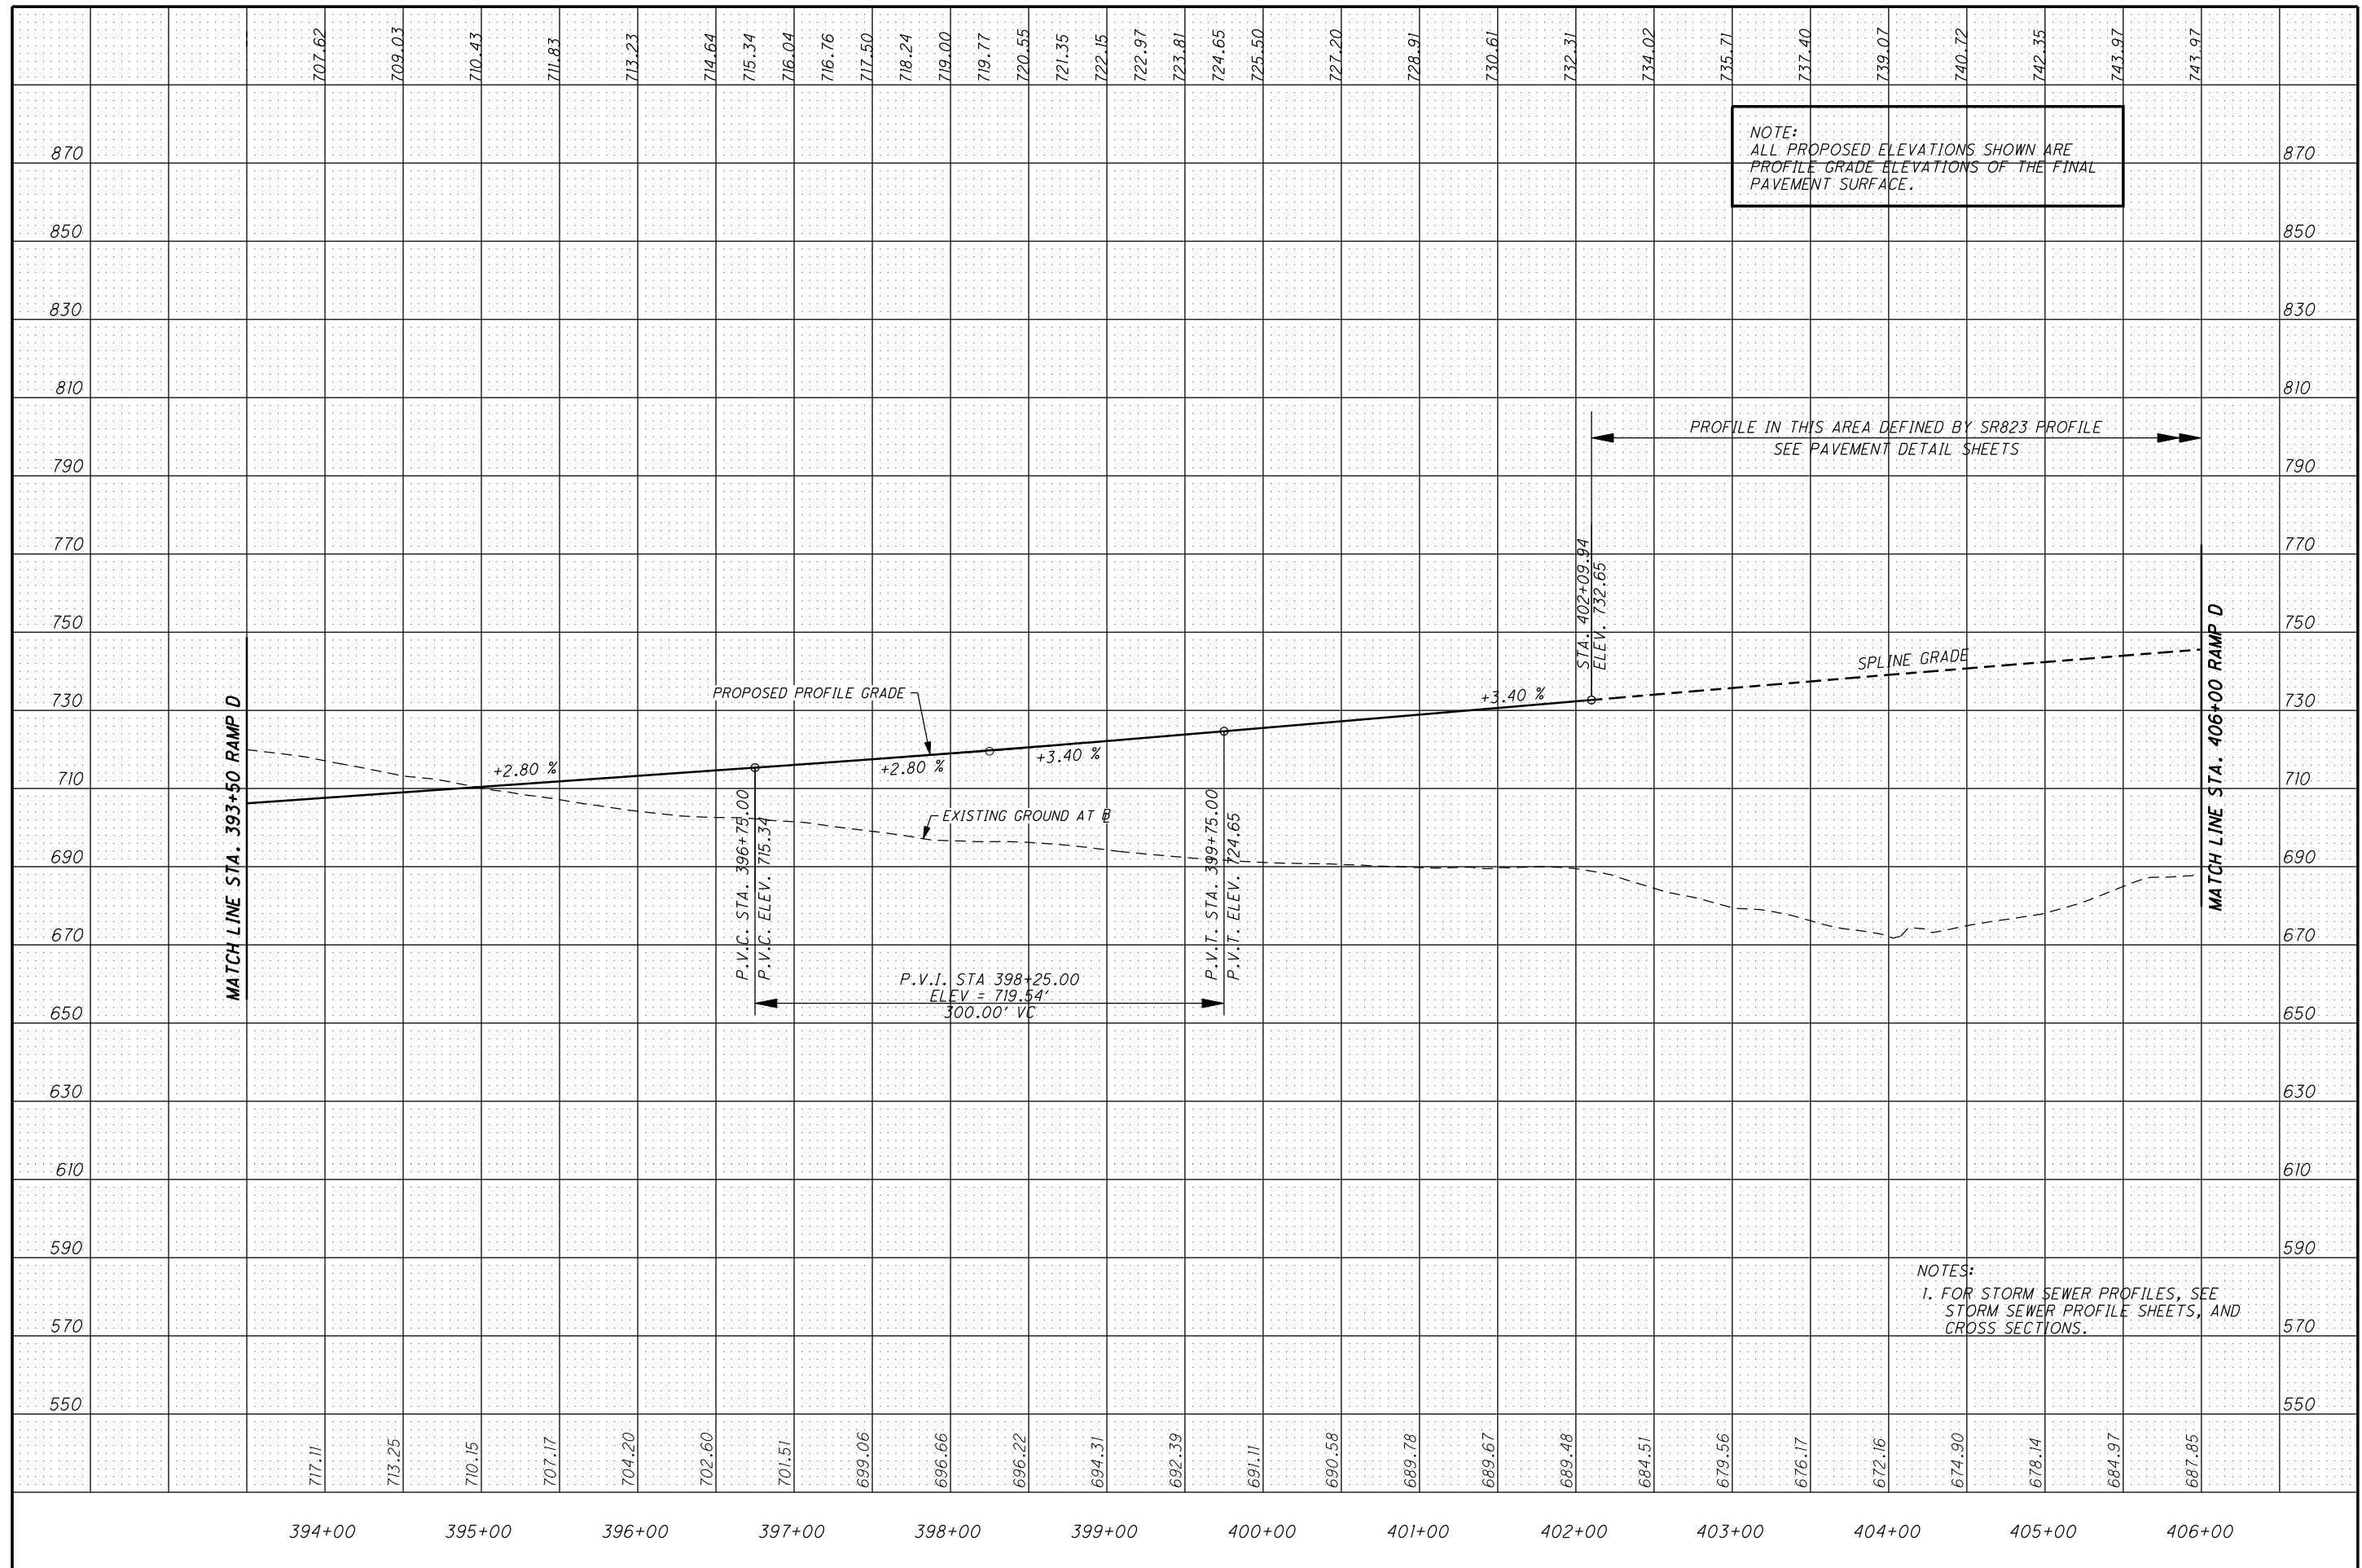 707.62 709.03 710.43 711.83 713.23 714.64 715.34 716.04 716.76 717.50 718.24 719.00 719.77 720.55 721.35 722.15 722.97 723.81 724.65 725.50 727.20 728.91 730.61 732.31 734.02 735.71 737.40 739.07 740.72 742.35 743.97 743.97
NOTE:
ALL PROPOSED ELEVATIONS SHOWN ARE
PROFILE GRADE ELEVATIONS OF THE FINAL
PAVEMENT SURFACE.
870 870
850 850
830 830
810 810
PROFILE IN THIS AREA DEFINED BY SR823 PROFILE
SEE PAVEMENT DETAIL SHEETS
790 790
770 770
STA. 402+09.94
ELEV. 732.65
750 750
SPLINE GRADE
MATCH LINE STA. 406+00 RAMP D
730 730
PROPOSED PROFILE GRADE
+3.40 %
MATCH LINE STA. 393+50 RAMP D
+2.80 %
+2.80 %
+3.40 %
710 710
EXISTING GROUND AT ⅊
P.V.C. STA. 396+75.00
P.V.C. ELEV. 715.34
P.V.T. STA. 399+75.00
P.V.T. ELEV. 724.65
690 690
670 670
P.V.I. STA 398+25.00
ELEV = 719.54'
300.00' VC
650 650
630 630
610 610
590 590
NOTES:
1. FOR STORM SEWER PROFILES, SEE
STORM SEWER PROFILE SHEETS, AND
CROSS SECTIONS.
570 570
550 550
717.11 713.25 710.15 707.17 704.20 702.60 701.51 699.06 696.66 696.22 694.31 692.39 691.11 690.58 689.78 689.67 689.48 684.51 679.56 676.17 672.16 674.90 678.14 684.97 687.85
394+00 395+00 396+00 397+00 398+00 399+00 400+00 401+00 402+00 403+00 404+00 405+00 406+00